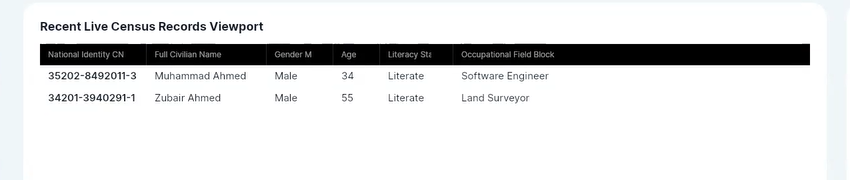 Recent Live Census Records Viewport
National Identity CN Full Civilian Name Gender M Age Literacy Sta Occupational Field Block
35202-8492011-3 Muhammad Ahmed Male 34 Literate Software Engineer
34201-3940291-1 Zubair Ahmed Male 55 Literate Land Surveyor